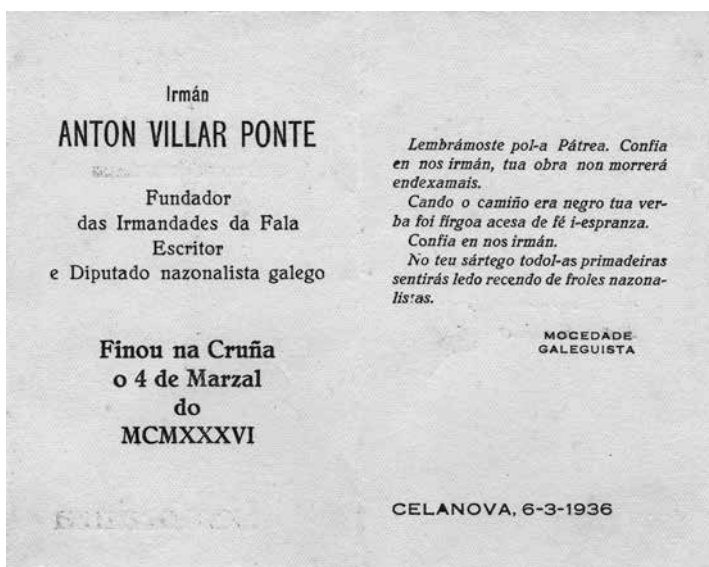 Irmán
ANTON VILLAR PONTE
Fundador
das Irmandades da Fala
Escritor
e Diputado nazonalista galego
Finou na Cruña
o 4 de Marzal
do
MCMXXXVI
Lembrámoste pol-a Pátrea. Confia
en nos irmán, tua obra non morrerá
endexamais.
Cando o camiño era negro tua ver-
ba foi firgoa acesa de fé i-espranza.
Confia en nos irmán.
No teu sártego todol-as primadeiras
sentirás ledo recendo de froles nazona-
listas.
MOCEDADE
GALEGUISTA
CELANOVA, 6-3-1936